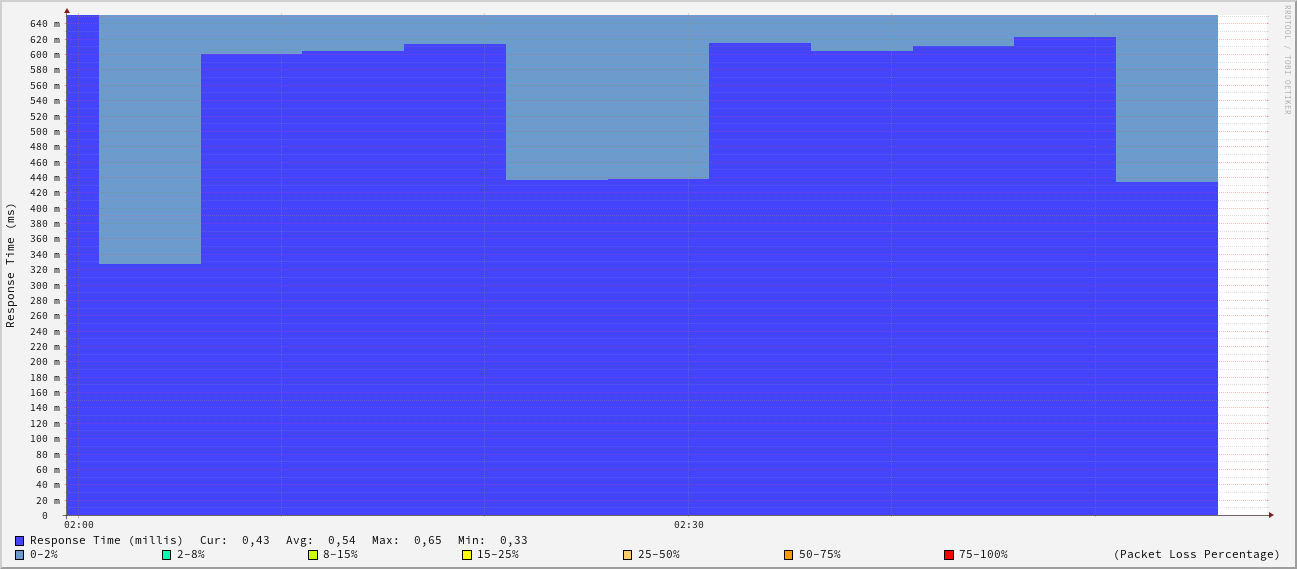 RRDTOOL / TOBI OETIKER
Response Time (ms)
640 m
620 m
600 m
580 m
560 m
540 m
520 m
500 m
480 m
460 m
440 m
420 m
400 m
380 m
360 m
340 m
320 m
300 m
280 m
260 m
240 m
220 m
200 m
180 m
160 m
140 m
120 m
100 m
80 m
60 m
40 m
20 m
0
02:00 02:30
Response Time (millis) Cur: 0,43 Avg: 0,54 Max: 0,65 Min: 0,33
0-2% 2-8% 8-15% 15-25% 25-50% 50-75% 75-100% (Packet Loss Percentage)